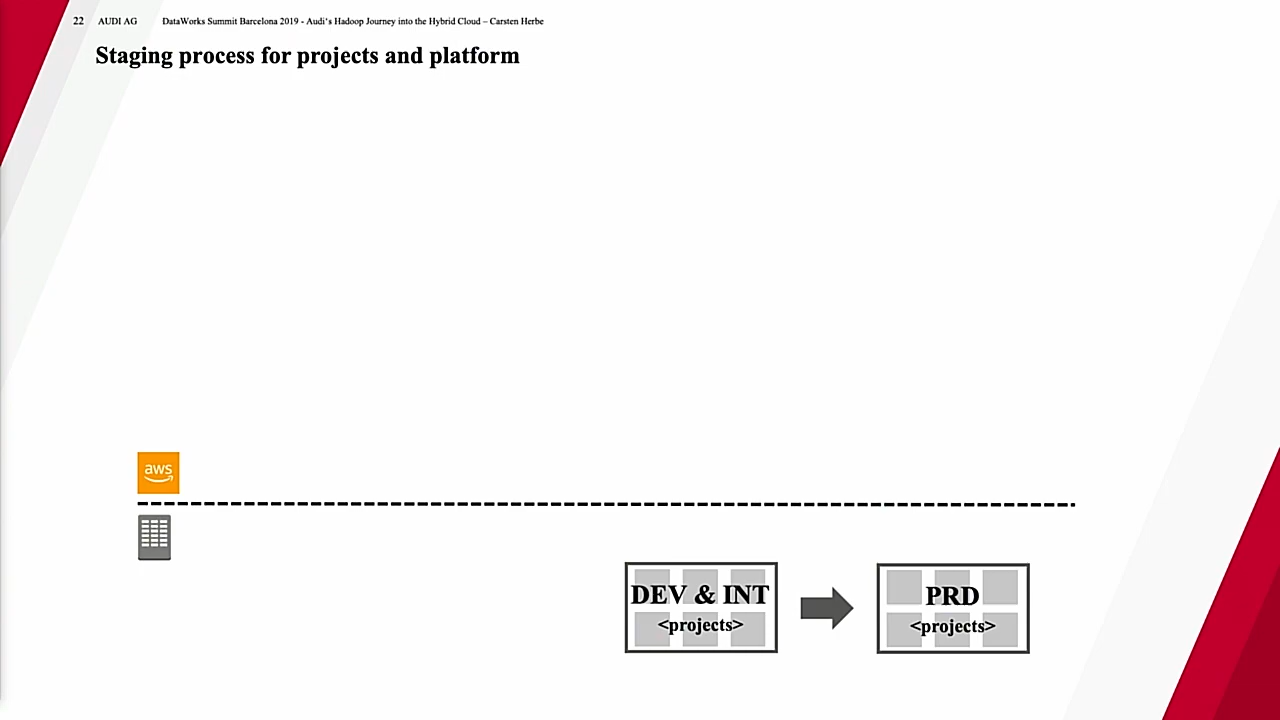 22 AUDI AG DataWorks Summit Barcelona 2019 - Audi's Hadoop Journey into the Hybrid Cloud – Carsten Herbe
Staging process for projects and platform
aws
DEV & INT
<projects>
PRD
<projects>